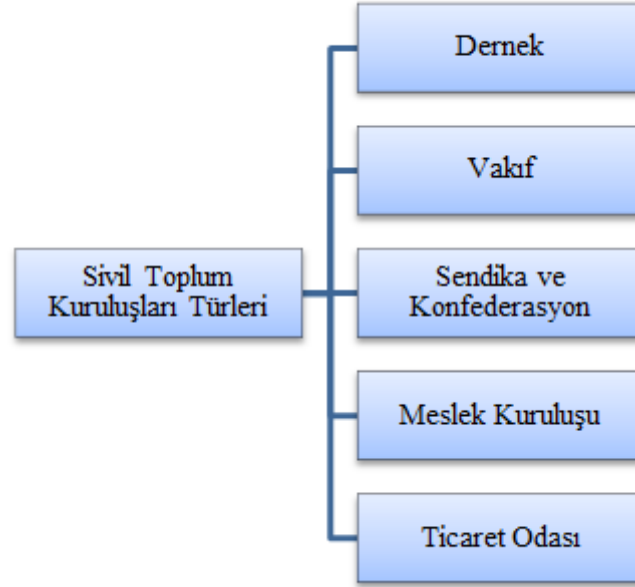 Sivil Toplum
Kuruluşları Türleri
Dernek
Vakıf
Sendika ve
Konfederasyon
Meslek Kuruluşu
Ticaret Odası